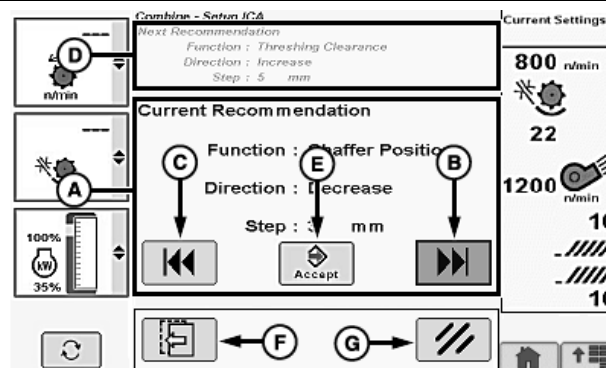 Combine - Setup ICA
Next Recommendation
Function : Threshing Clearance
Direction : Increase
Step : 5 mm
D
n/min
---
Current Recommendation
Function : Chaffer Position
Direction : Decrease
Step : mm
C
E
B
A
---
Accept
100%
kW
35%
F
G
Current Settings
800 n/min
22
1200
n/min